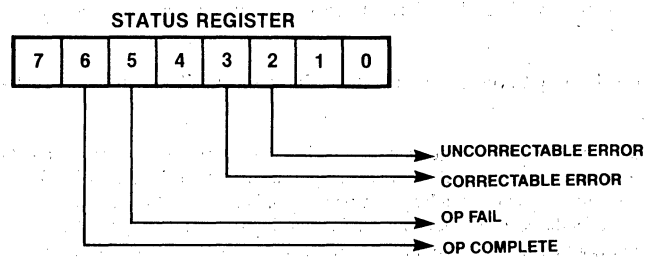 STATUS REGISTER
7 6 5 4 3 2 1 0
UNCORRECTABLE ERROR
CORRECTABLE ERROR
OP FAIL
OP COMPLETE